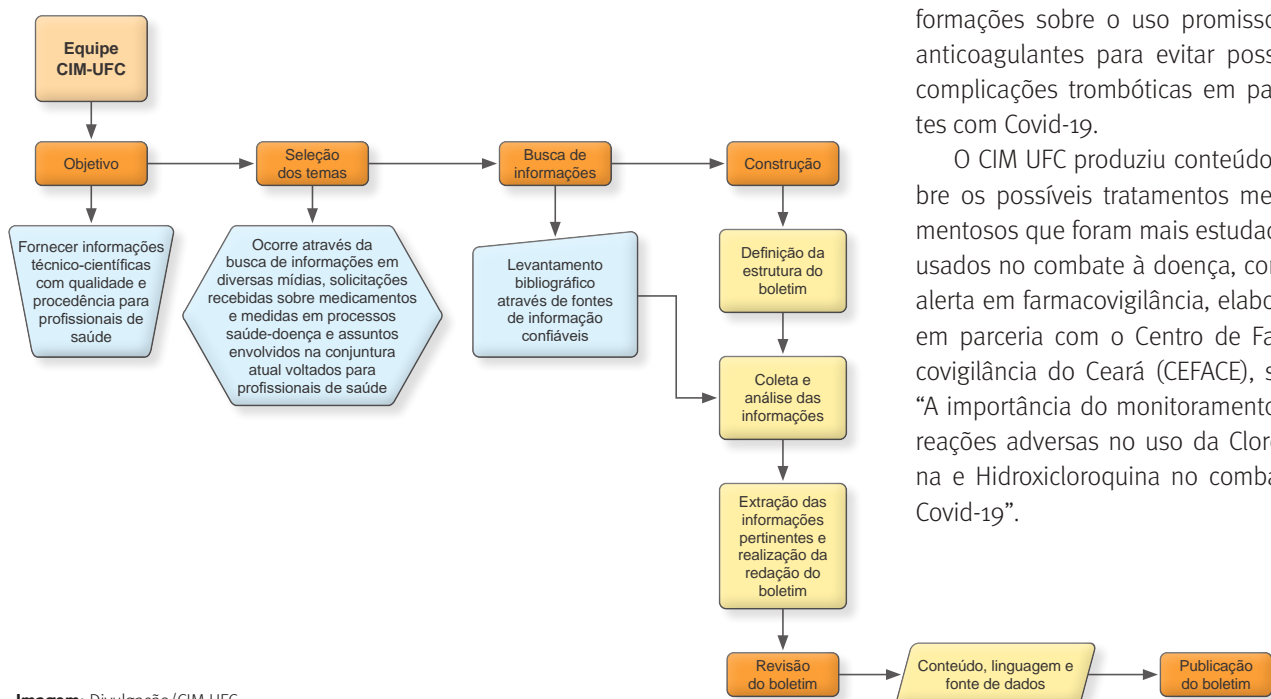 Equipe
CIM-UFC
Objetivo
Seleção
dos temas
Busca de
informações
Construção
Fornecer informações
técnico-científicas
com qualidade e
procedência para
profissionais de
saúde
Ocorre através da
busca de informações em
diversas mídias, solicitações
recebidas sobre medicamentos
e medidas em processos
saúde-doença e assuntos
envolvidos na conjuntura
atual voltados para
profissionais de saúde
Levantamento
bibliográfico
através de fontes
de informação
confiáveis
Definição da
estrutura do
boletim
Coleta e
análise das
informações
Extração das
informações
pertinentes e
realização da
redação do
boletim
Revisão
do boletim
Conteúdo, linguagem e
fonte de dados
Publicação
do boletim
Imagem: Divulgação/CIM-UFC
formações sobre o uso promisso
anticoagulantes para evitar poss
complicações trombóticas em pa
tes com Covid-19.
O CIM UFC produziu conteúdo
bre os possíveis tratamentos me
mentosos que foram mais estudac
usados no combate à doença, con
alerta em farmacovigilância, elabo
em parceria com o Centro de Fa
covigilância do Ceará (CEFACE), s
“A importância do monitoramento
reações adversas no uso da Clor
na e Hidroxicloroquina no comba
Covid-19”.